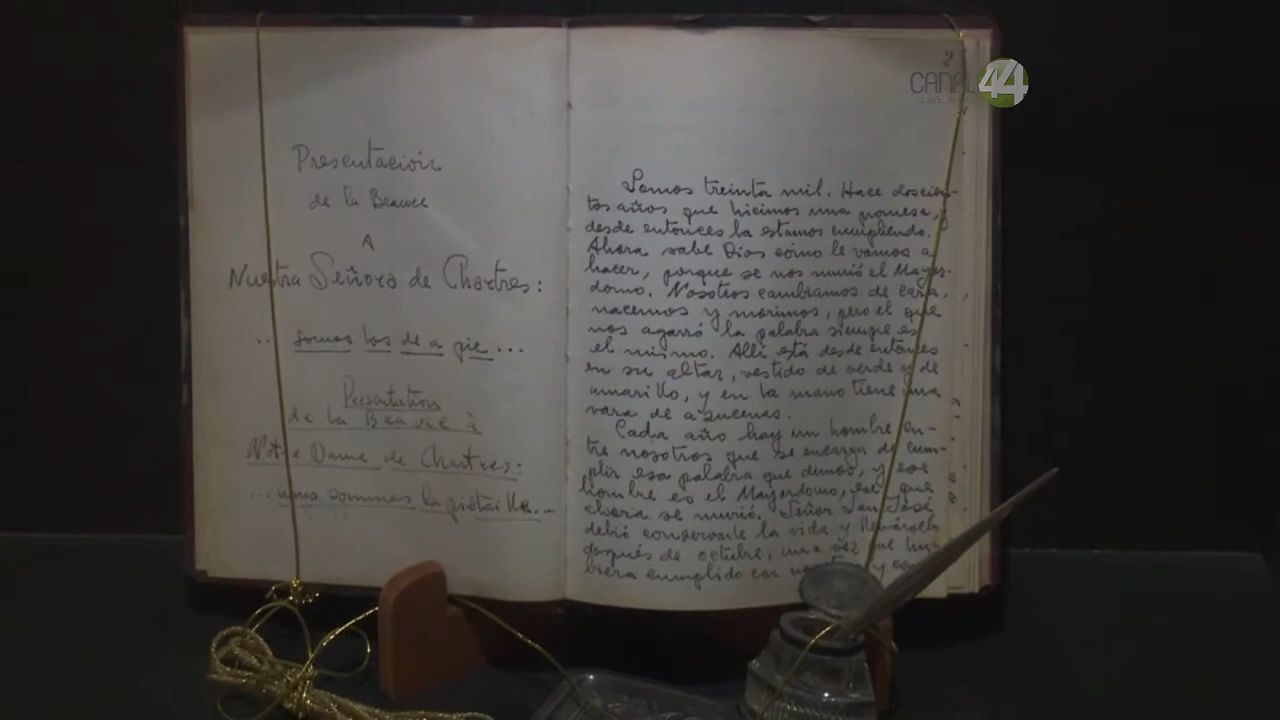 Presentación
de la Beauce
A
Nuestra Señora de Chartres:
.. somos los de a pie...
Présentation
de la Beauce à
Notre Dame de Chartres:
...nous sommes la piétaille.
2
CANAL 44
Somos treinta mil. Hace doscien-
tos años que hicimos una promesa, y
desde entonces la estamos cumpliendo.
Ahora sabe Dios cómo le vamos a
hacer, porque se nos murió el Mayor-
domo. Nosotros cambiamos de cara,
nacemos y morimos, pero el que
nos agarró la palabra siempre es
el mismo. Allí está desde entonces
en su altar, vestido de verde y de
amarillo, y en la mano tiene una
vara de azucenas.
Cada año hay un hombre en-
tre nosotros que se encarga de cum-
plir esa palabra que dimos, y ese
hombre es el Mayordomo, ese que
ahora se murió. Señor San José
debió conservarle la vida y llevárselo
después de octubre, una vez que hu-
biera cumplido con